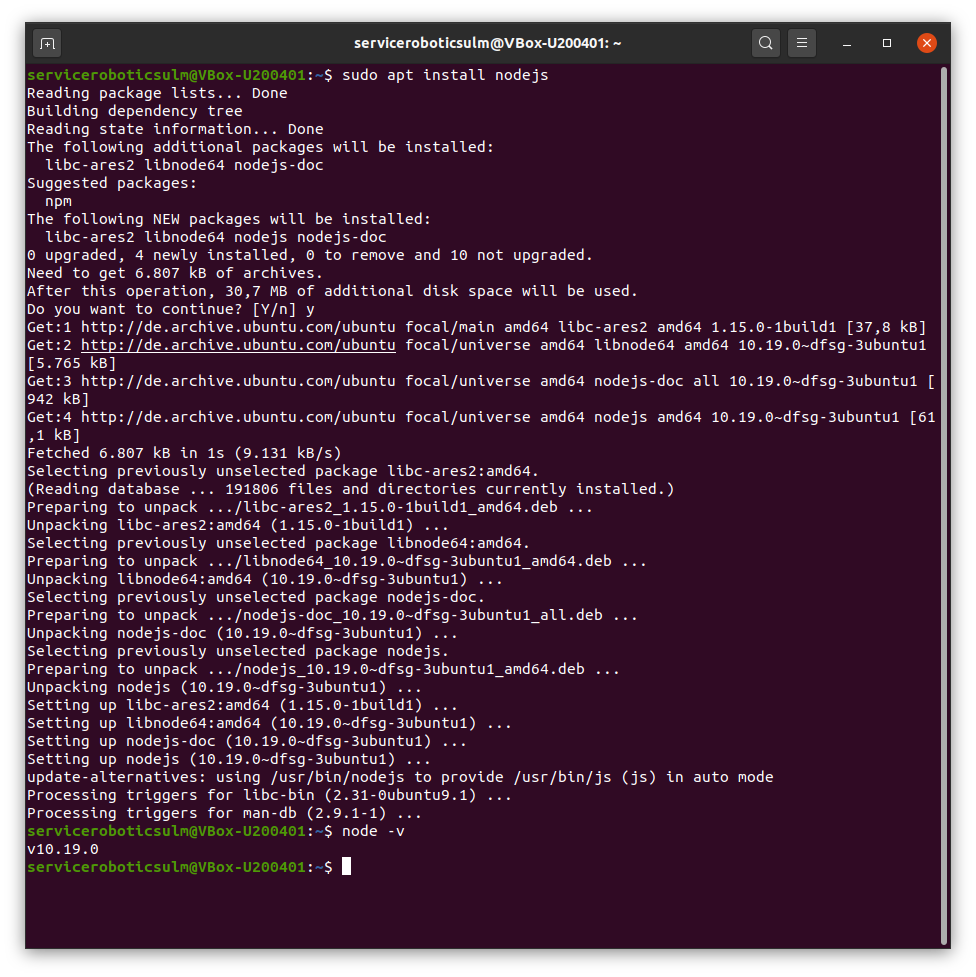 serviceroboticsulm@VBox-U200401: ~
serviceroboticsulm@VBox-U200401:~$ sudo apt install nodejs
Reading package lists... Done
Building dependency tree
Reading state information... Done
The following additional packages will be installed:
  libc-ares2 libnode64 nodejs-doc
Suggested packages:
  npm
The following NEW packages will be installed:
  libc-ares2 libnode64 nodejs nodejs-doc
0 upgraded, 4 newly installed, 0 to remove and 10 not upgraded.
Need to get 6.807 kB of archives.
After this operation, 30,7 MB of additional disk space will be used.
Do you want to continue? [Y/n] y
Get:1 http://de.archive.ubuntu.com/ubuntu focal/main amd64 libc-ares2 amd64 1.15.0-1build1 [37,8 kB]
Get:2 http://de.archive.ubuntu.com/ubuntu focal/universe amd64 libnode64 amd64 10.19.0~dfsg-3ubuntu1
[5.765 kB]
Get:3 http://de.archive.ubuntu.com/ubuntu focal/universe amd64 nodejs-doc all 10.19.0~dfsg-3ubuntu1 [
942 kB]
Get:4 http://de.archive.ubuntu.com/ubuntu focal/universe amd64 nodejs amd64 10.19.0~dfsg-3ubuntu1 [61
,1 kB]
Fetched 6.807 kB in 1s (9.131 kB/s)
Selecting previously unselected package libc-ares2:amd64.
(Reading database ... 191806 files and directories currently installed.)
Preparing to unpack .../libc-ares2_1.15.0-1build1_amd64.deb ...
Unpacking libc-ares2:amd64 (1.15.0-1build1) ...
Selecting previously unselected package libnode64:amd64.
Preparing to unpack .../libnode64_10.19.0~dfsg-3ubuntu1_amd64.deb ...
Unpacking libnode64:amd64 (10.19.0~dfsg-3ubuntu1) ...
Selecting previously unselected package nodejs-doc.
Preparing to unpack .../nodejs-doc_10.19.0~dfsg-3ubuntu1_all.deb ...
Unpacking nodejs-doc (10.19.0~dfsg-3ubuntu1) ...
Selecting previously unselected package nodejs.
Preparing to unpack .../nodejs_10.19.0~dfsg-3ubuntu1_amd64.deb ...
Unpacking nodejs (10.19.0~dfsg-3ubuntu1) ...
Setting up libc-ares2:amd64 (1.15.0-1build1) ...
Setting up libnode64:amd64 (10.19.0~dfsg-3ubuntu1) ...
Setting up nodejs-doc (10.19.0~dfsg-3ubuntu1) ...
Setting up nodejs (10.19.0~dfsg-3ubuntu1) ...
update-alternatives: using /usr/bin/nodejs to provide /usr/bin/js (js) in auto mode
Processing triggers for libc-bin (2.31-0ubuntu9.1) ...
Processing triggers for man-db (2.9.1-1) ...
serviceroboticsulm@VBox-U200401:~$ node -v
v10.19.0
serviceroboticsulm@VBox-U200401:~$